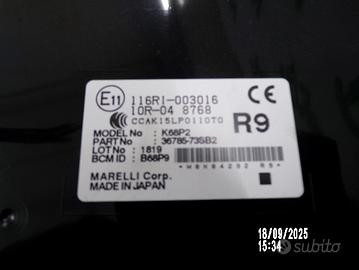 E11 116RI-003016 CE
10R-04 8768
CCAK15LP0110T0
MODEL No : K68P2 R9
PART No : 36785-73SB2
LOT No : 1819
BCM ID : B68P9
MARELLI Corp.
MADE IN JAPAN
18/09/2025
15:34
subito